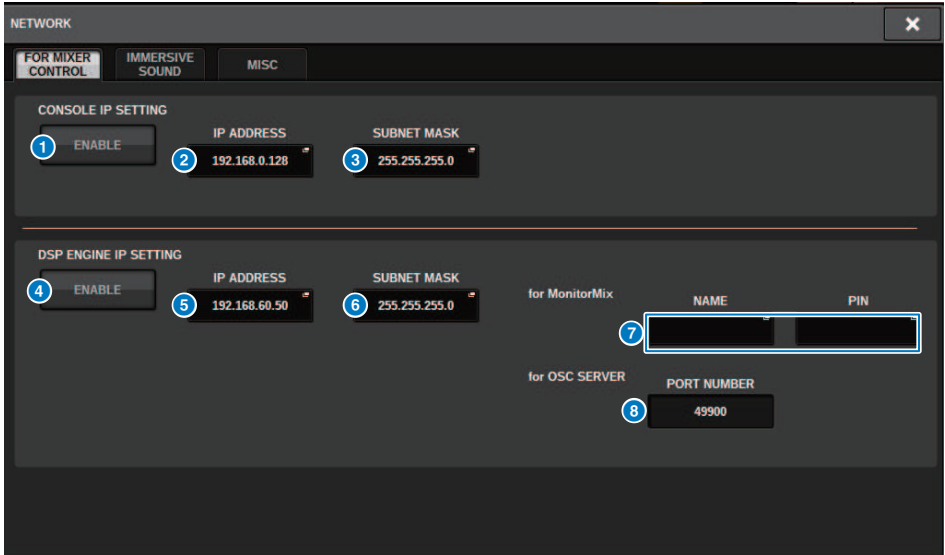 NETWORK
FOR MIXER
CONTROL
IMMERSIVE
SOUND
MISC
CONSOLE IP SETTING
1
ENABLE
IP ADDRESS
2
192.168.0.128
SUBNET MASK
3
255.255.255.0
DSP ENGINE IP SETTING
4
ENABLE
IP ADDRESS
5
192.168.60.50
SUBNET MASK
6
255.255.255.0
for MonitorMix
NAME
PIN
7
for OSC SERVER
PORT NUMBER
8
49900